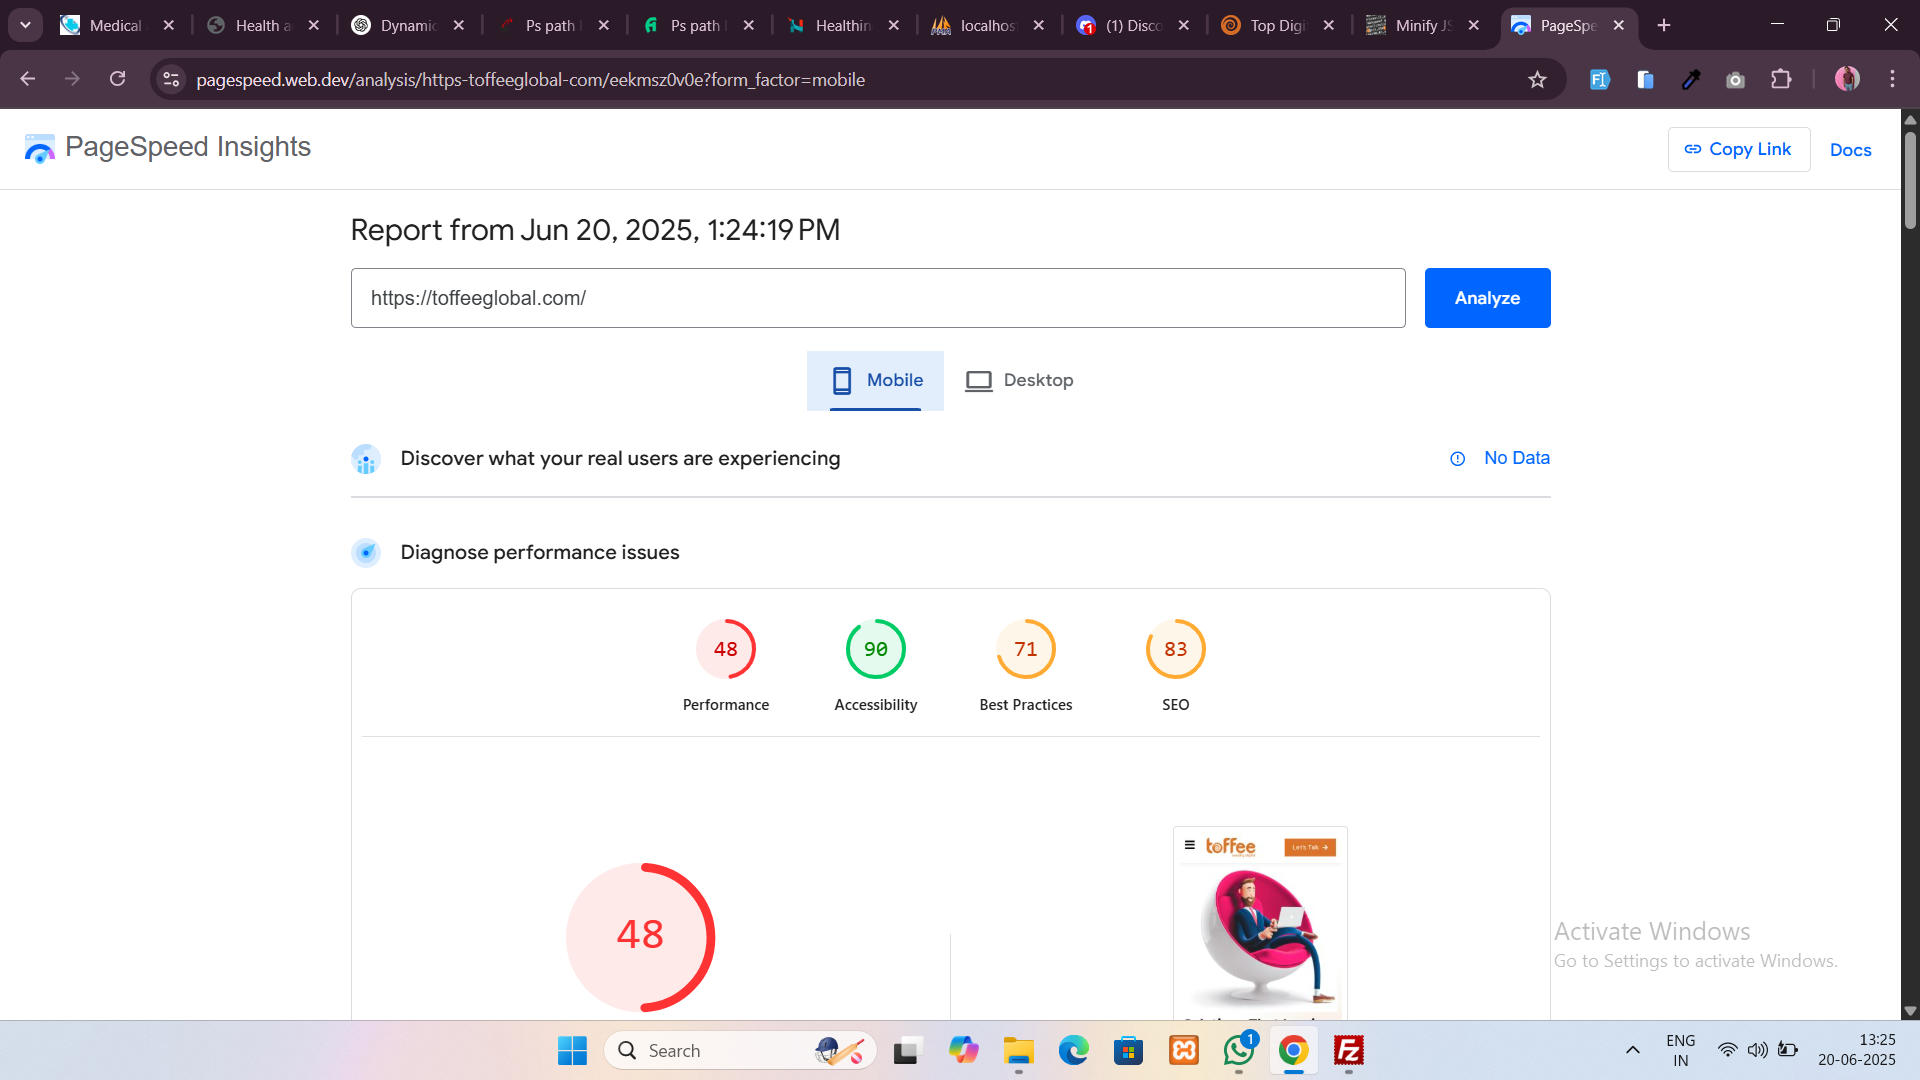 Medical
Health a
Dynamic
Ps path
Ps path
Healthin
localhos
(1) Disco
Top Digi
Minify JS
PageSpe
pagespeed.web.dev/analysis/https-toffeeglobal-com/eekmsz0v0e?form_factor=mobile
PageSpeed Insights
Copy Link
Docs
Report from Jun 20, 2025, 1:24:19 PM
https://toffeeglobal.com/
Analyze
Mobile
Desktop
Discover what your real users are experiencing
No Data
Diagnose performance issues
48
90
71
83
Performance
Accessibility
Best Practices
SEO
toffee
Let's Talk →
48
Activate Windows
Go to Settings to activate Windows.
Search
1
ENG
IN
13:25
20-06-2025